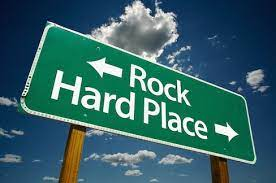 ← Rock
Hard Place →